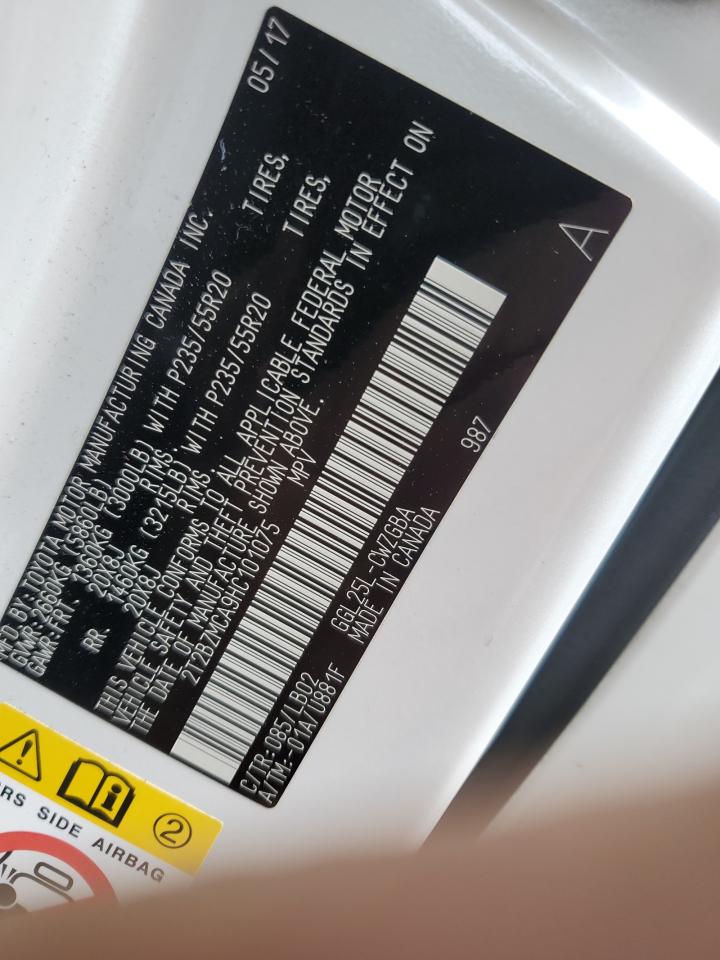 MFD BY: TOYOTA MOTOR MANUFACTURING CANADA INC. 05/17
GVWR: 2660KG (5860LB)
GAWR: FRT. 1360KG (3000LB) WITH P235/55R20 TIRES,
20X8J RIMS
RR. 1460KG (3215LB) WITH P235/55R20 TIRES,
20X8J RIMS
THIS VEHICLE CONFORMS TO ALL APPLICABLE FEDERAL MOTOR
VEHICLE SAFETY AND THEFT PREVENTION STANDARDS IN EFFECT ON
THE DATE OF MANUFACTURE SHOWN ABOVE.
2T2BZMCA9HC101075 MPV
A
C/TR: 085/LB02 GGL25L-CWZGBA 987
A/TM: -01A/U881F MADE IN CANADA
2
SIDE AIRBAG